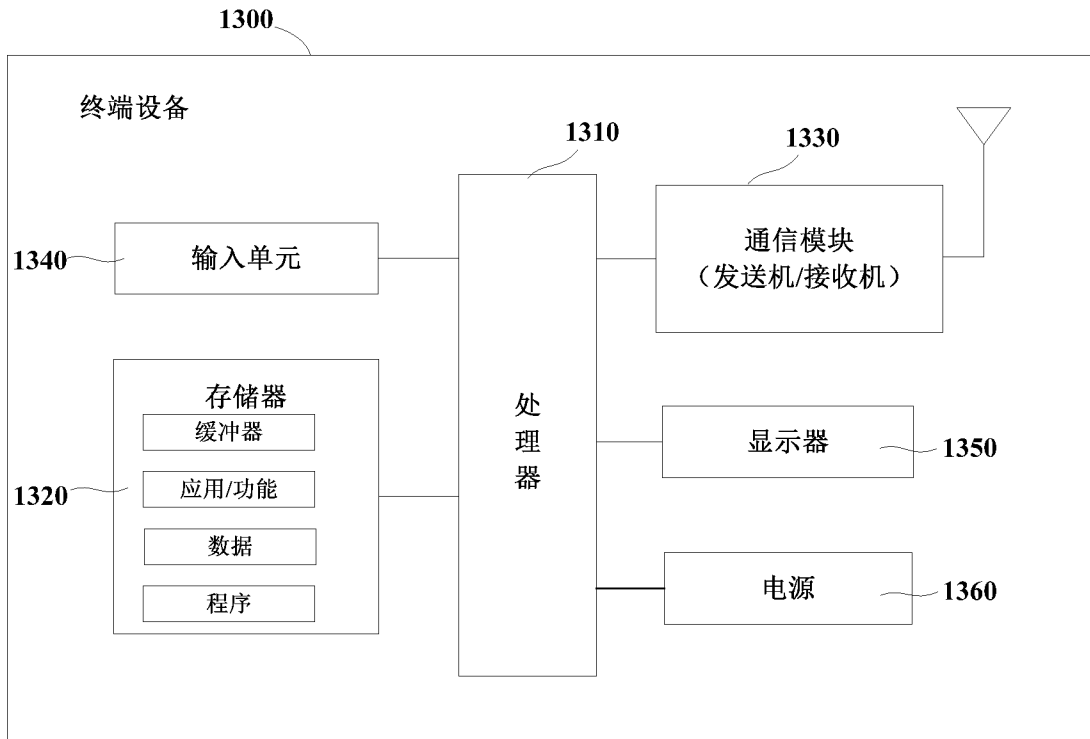 1300
终端设备
1310
1330
1340
输入单元
通信模块
（发送机/接收机）
存储器
缓冲器
1320
应用/功能
数据
程序
处
理
器
显示器
1350
电源
1360